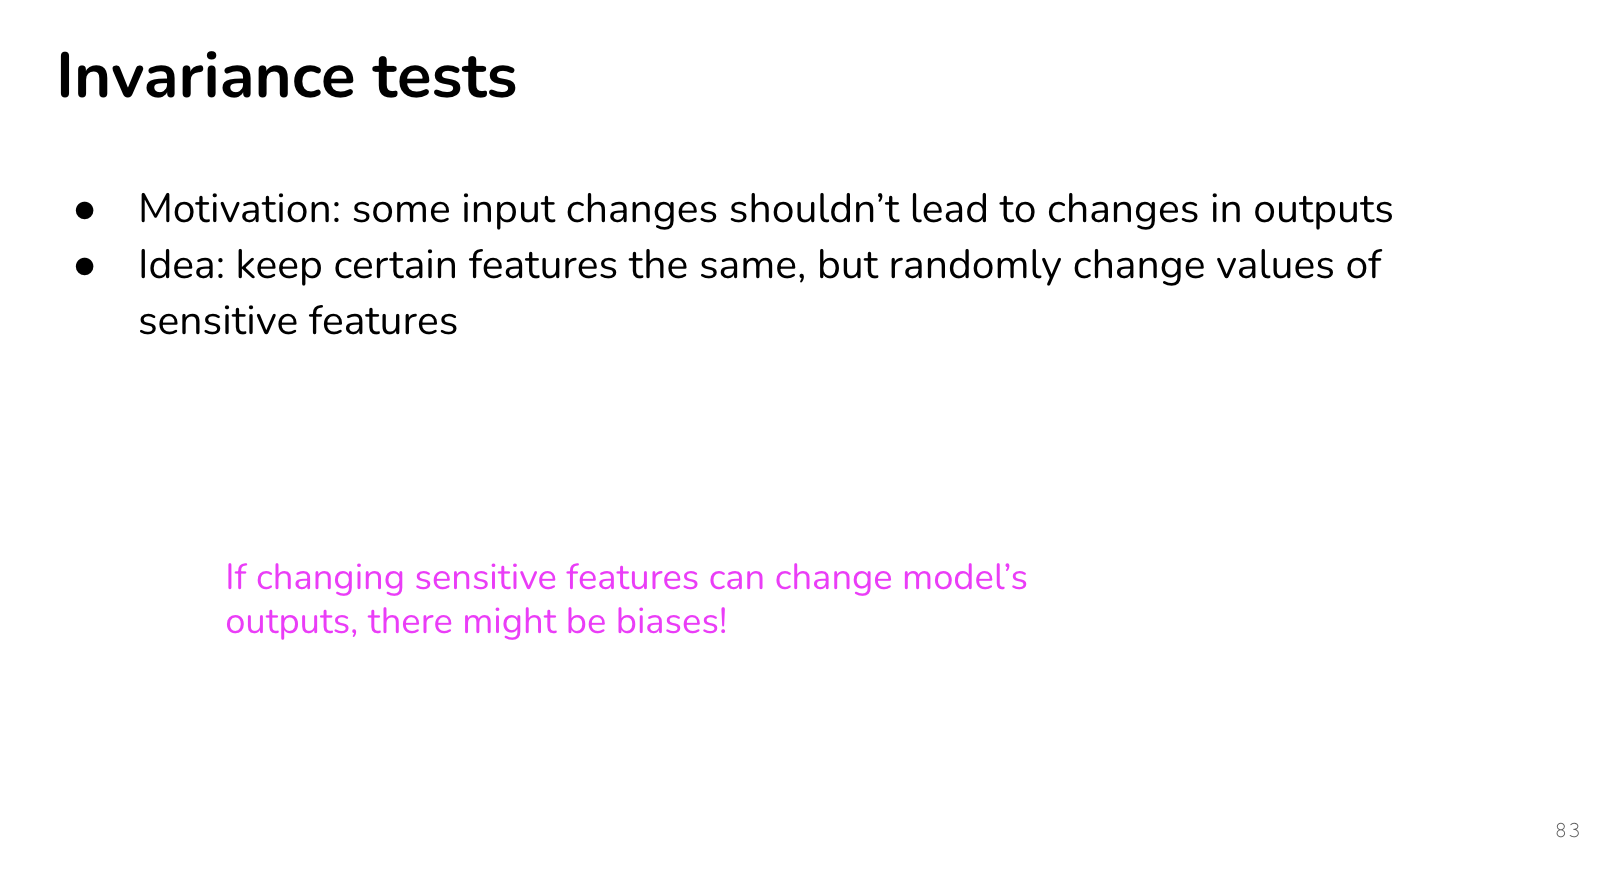 Invariance tests
● Motivation: some input changes shouldn’t lead to changes in outputs
● Idea: keep certain features the same, but randomly change values of
sensitive features
If changing sensitive features can change model’s
outputs, there might be biases!
83